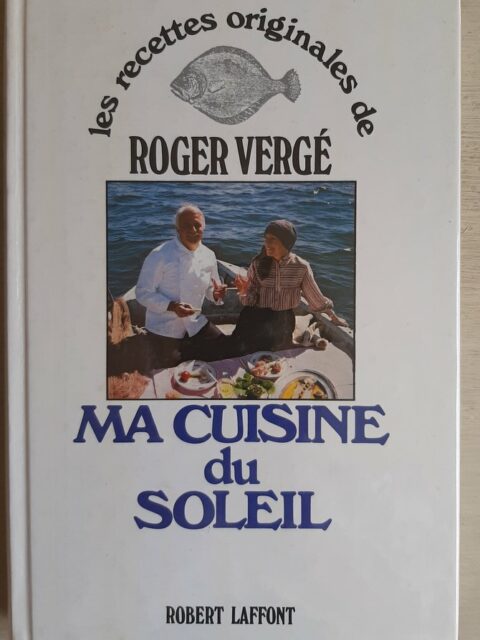 les recettes originales de
ROGER VERGÉ
MA CUISINE
du
SOLEIL
ROBERT LAFFONT